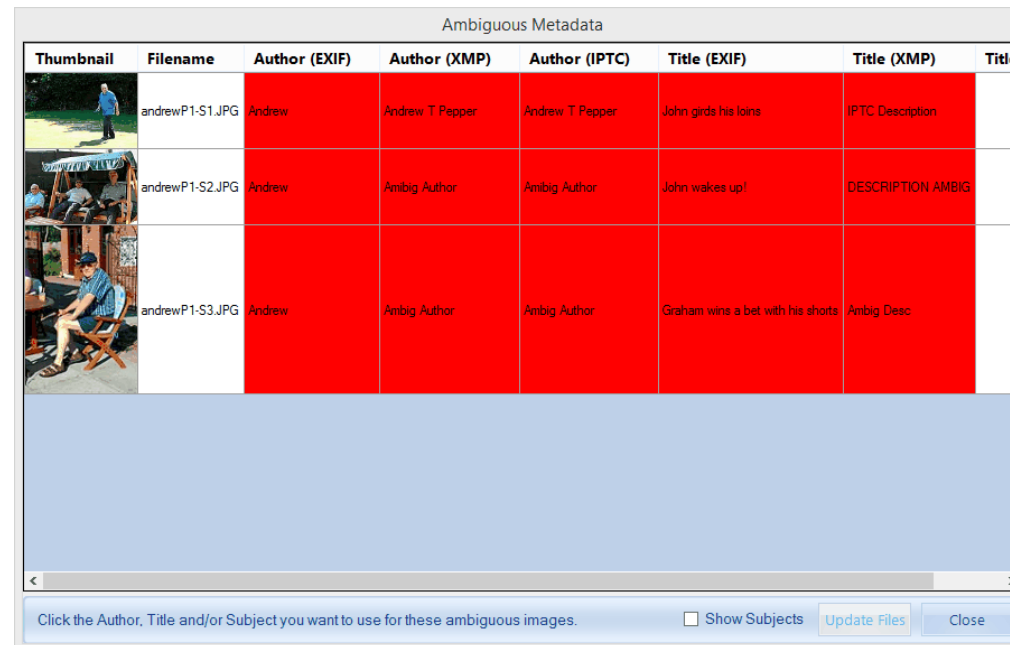 Ambiguous Metadata
Thumbnail Filename Author (EXIF) Author (XMP) Author (IPTC) Title (EXIF) Title (XMP) Titl
andrewP1-S1.JPG Andrew Andrew T Pepper Andrew T Pepper John girds his loins IPTC Description
andrewP1-S2.JPG Andrew Ambig Author Ambig Author John wakes up! DESCRIPTION AMBIG
andrewP1-S3.JPG Andrew Ambig Author Ambig Author Graham wins a bet with his shorts Ambig Desc
Click the Author, Title and/or Subject you want to use for these ambiguous images. Show Subjects Update Files Close